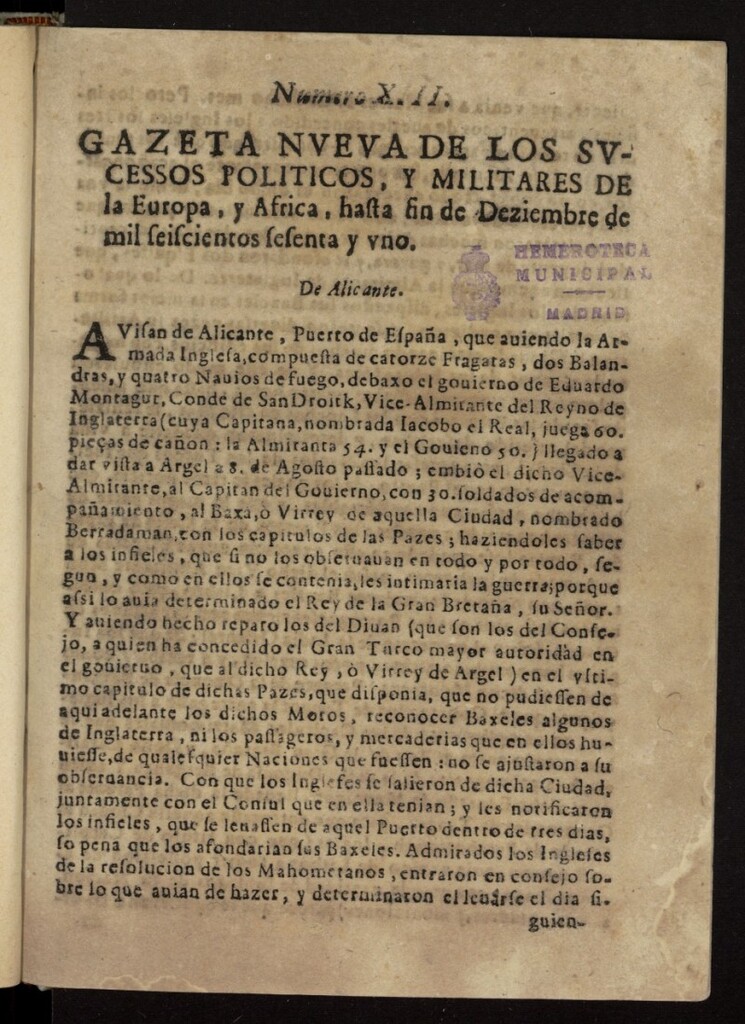 Numero X.II.
GAZETA NVEVA DE LOS SV-
CESSOS POLITICOS, Y MILITARES DE
la Europa, y Africa, haſta fin de Deziembre de
mil ſeiſcientos ſeſenta y vno.
HEMEROTECA
MUNICIPAL
MADRID
De Alicante.
AViſan de Alicante, Puerto de Eſpaña, que auiendo la Ar-
mada Ingleſa, compueſta de catorze Fragatas, dos Balan-
dras, y quatro Nauios de fuego, debaxo el gouierno de Eduardo
Montagut, Conde de SanDroitk, Vice-Almirante del Reyno de
Inglaterra (cuya Capitana, nombrada Iacobo el Real, juega 60.
pieças de cañon: la Almiranta 54. y el Gouieno 50.) llegado a
dar viſta a Argel a 8. de Agoſto paſſado; embiò el dicho Vice-
Almirante, al Capitan del Gouierno, con 30. ſoldados de acom-
pañamiento, al Baxa, ò Virrey de aquella Ciudad, nombrado
Berradaman, con los capitulos de las Pazes; haziendoles ſaber
a los infieles, que ſi no los obſeruauan en todo y por todo, ſe-
gun, y como en ellos ſe contenia, les intimaria la guerra; porque
aſsi lo auia determinado el Rey de la Gran Bretaña, ſu Señor.
Y auiendo hecho reparo los del Diuan (que ſon los del Conſe-
jo, a quien ha concedido el Gran Turco mayor autoridad en
el gouieruo, que al dicho Rey, ò Virrey de Argel) en el vlti-
mo capitulo de dichas Pazes, que diſponia, que no pudieſſen de
aqui adelante los dichos Moros, reconocer Baxeles algunos
de Inglaterra, ni los paſſageros, y mercaderias que en ellos hu-
uieſſe, de qualeſquier Naciones que fueſſen: no ſe ajuſtaron a ſu
obſeruancia. Con que los Ingleſes ſe ſalieron de dicha Ciudad,
juntamente con el Conſul que en ella tenian; y les notificaron
los infieles, que ſe leuaſſen de aquel Puerto dentro de tres dias,
ſo pena que los afondarian ſus Baxeles. Admirados los Ingleſes
de la reſolucion de los Mahometanos, entraron en conſejo ſo-
bre lo que auian de hazer, y determinaron el leuarſe el dia ſi-
guien-